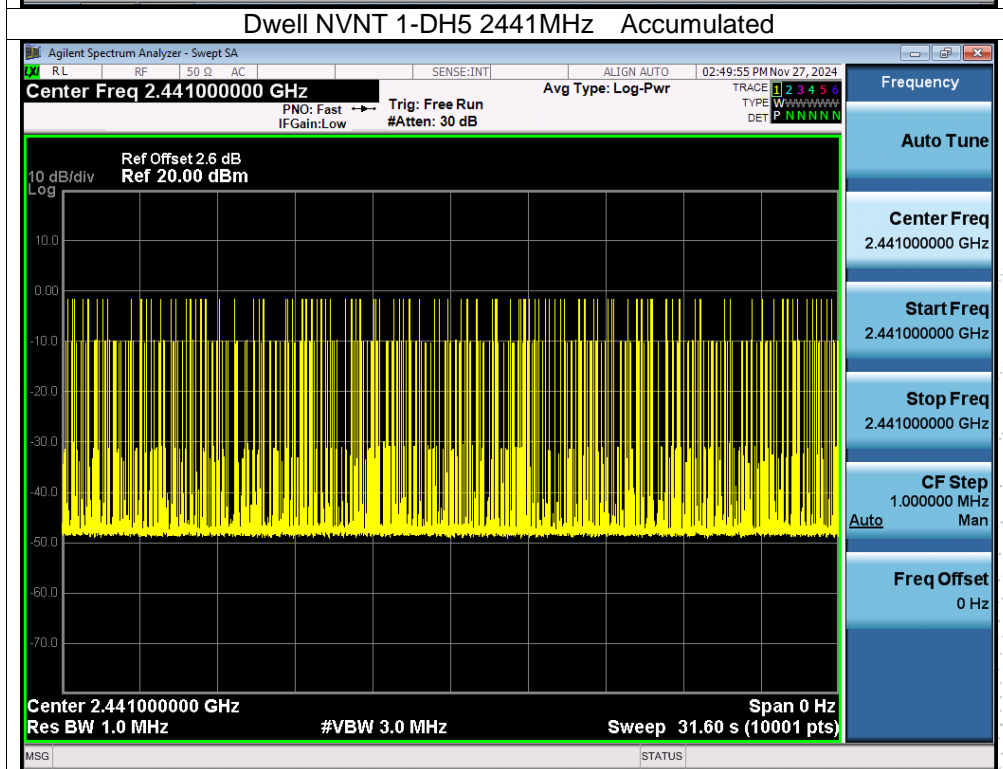 Dwell NVNT 1-DH5 2441MHz Accumulated
Agilent Spectrum Analyzer - Swept SA
LXI RL RF 50 Ω AC SENSE:INT ALIGN AUTO 02:49:55 PM Nov 27, 2024
Center Freq 2.441000000 GHz
PNO: Fast
IFGain:Low
Trig: Free Run
#Atten: 30 dB
Avg Type: Log-Pwr
TRACE 1 2 3 4 5 6
TYPE WWWWWWW
DET P N N N N N
Ref Offset 2.6 dB
10 dB/div Ref 20.00 dBm
Log
10.0
0.00
-10.0
-20.0
-30.0
-40.0
-50.0
-60.0
-70.0
Center 2.441000000 GHz Span 0 Hz
Res BW 1.0 MHz #VBW 3.0 MHz Sweep 31.60 s (10001 pts)
MSG STATUS
Frequency
Auto Tune
Center Freq
2.441000000 GHz
Start Freq
2.441000000 GHz
Stop Freq
2.441000000 GHz
CF Step
1.000000 MHz
Auto Man
Freq Offset
0 Hz